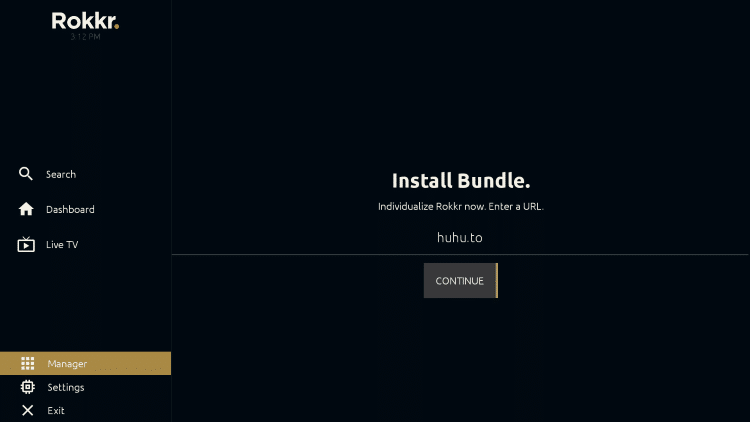 Rokkr.
3:12 PM
Search
Dashboard
Live TV
Manager
Settings
Exit
Install Bundle.
Individualize Rokkr now. Enter a URL.
huhu.to
CONTINUE